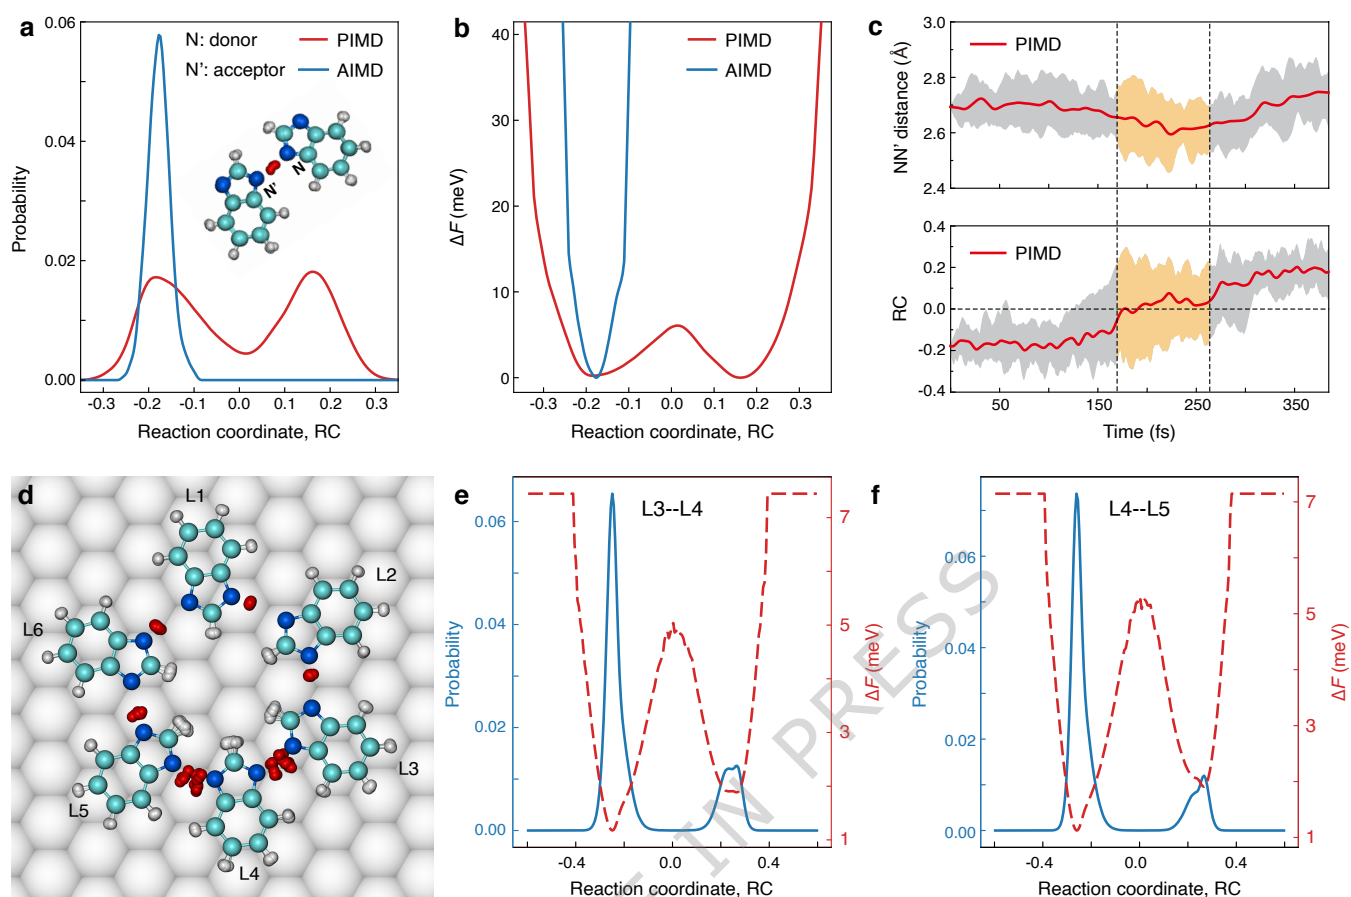 a
0.06
0.04
0.02
0.00
Probability
N: donor
N': acceptor
PIMD
AIMD
N
N'
-0.3
-0.2
-0.1
0.0
0.1
0.2
0.3
Reaction coordinate, RC
b
40
30
20
10
0
ΔF (meV)
PIMD
AIMD
-0.3
-0.2
-0.1
0.0
0.1
0.2
0.3
Reaction coordinate, RC
c
3.0
2.8
2.6
2.4
NN' distance (Å)
PIMD
0.4
0.2
0.0
-0.2
-0.4
RC
PIMD
50
150
250
350
Time (fs)
d
L1
L2
L3
L4
L5
L6
e
L3--L4
0.06
0.04
0.02
0.00
Probability
7
5
3
1
ΔF (meV)
-0.4
0.0
0.4
Reaction coordinate, RC
f
L4--L5
0.06
0.04
0.02
0.00
Probability
7
5
3
1
ΔF (meV)
-0.4
0.0
0.4
Reaction coordinate, RC
IN PRESS